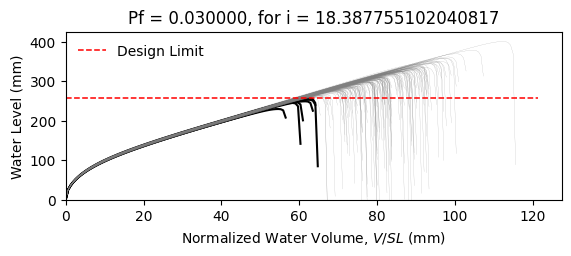 Pf = 0.030000, for i = 18.387755102040817
Design Limit
Water Level (mm)
400
300
200
100
0
0 20 40 60 80 100 120
Normalized Water Volume, V/SL (mm)